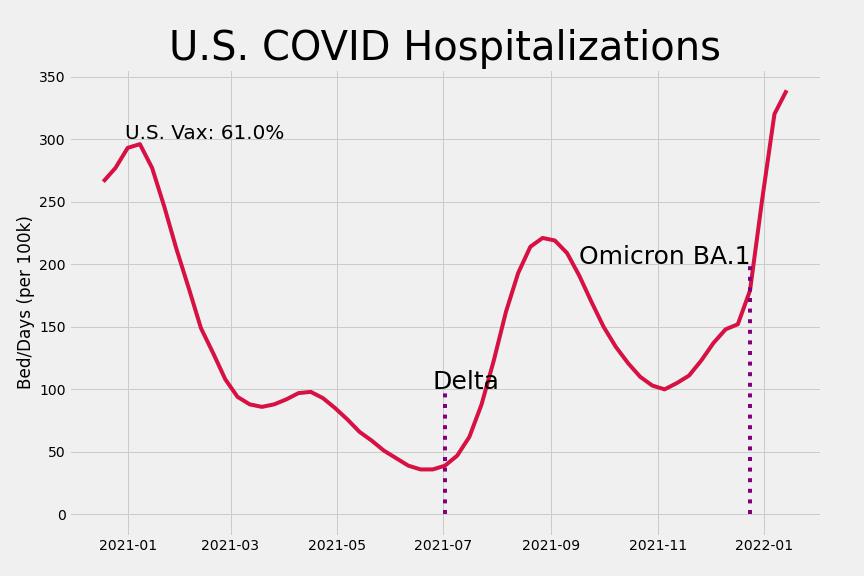 U.S. COVID Hospitalizations
350
300
250
200
150
100
50
0
Bed/Days (per 100k)
U.S. Vax: 61.0%
Omicron BA.1
Delta
2021-01 2021-03 2021-05 2021-07 2021-09 2021-11 2022-01